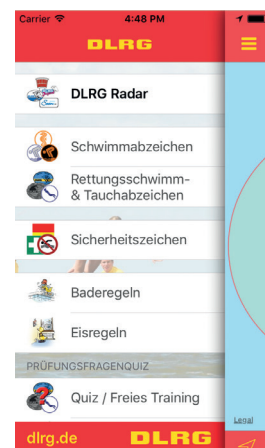 Carrier 4:48 PM
DLRG
DLRG Radar
Schwimmabzeichen
Rettungsschwimm-
& Tauchabzeichen
Sicherheitszeichen
Baderegeln
Eisregeln
PRÜFUNGSFRAGENQUIZ
Quiz / Freies Training
Legal
dlrg.de DLRG